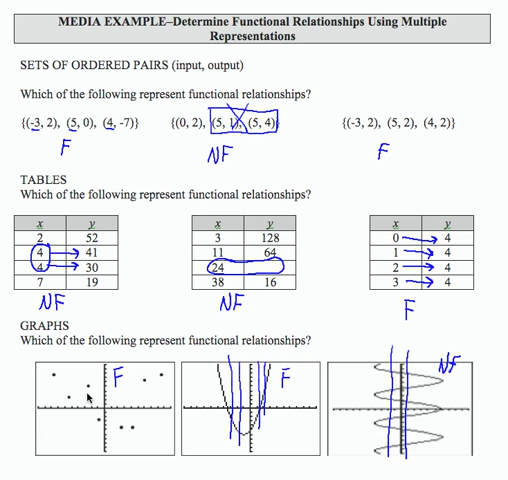 MEDIA EXAMPLE–Determine Functional Relationships Using Multiple
Representations
SETS OF ORDERED PAIRS (input, output)
Which of the following represent functional relationships?
{(-3, 2), (5, 0), (4, -7)} {(0, 2), (5, 1), (5, 4)} {(-3, 2), (5, 2), (4, 2)}
F NF F
TABLES
Which of the following represent functional relationships?
x y x y x y
2 52 3 128 0 4
4 41 11 64 1 4
4 30 24 2 4
7 19 38 16 3 4
NF NF F
GRAPHS
Which of the following represent functional relationships?
F F NF